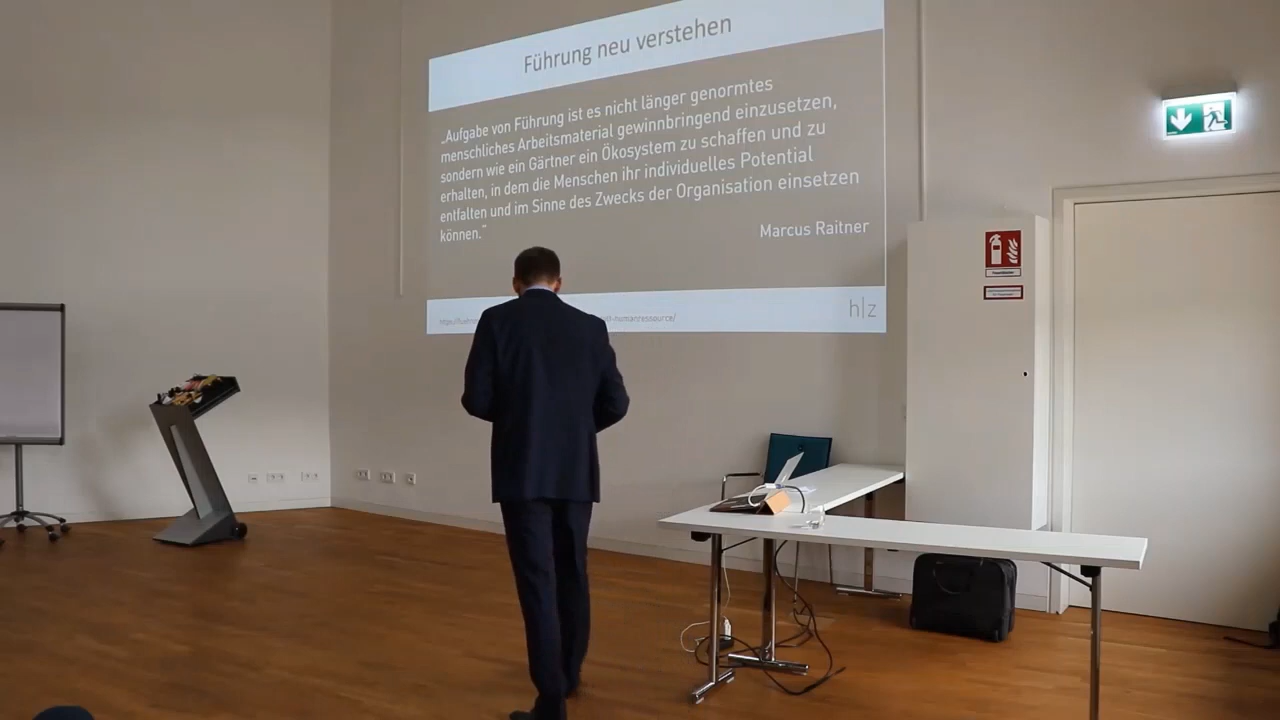 Führung neu verstehen
„Aufgabe von Führung ist es nicht länger genormtes
menschliches Arbeitsmaterial gewinnbringend einzusetzen,
sondern wie ein Gärtner ein Ökosystem zu schaffen und zu
erhalten, in dem die Menschen ihr individuelles Potential
entfalten und im Sinne des Zwecks der Organisation einsetzen
können.“
Marcus Raitner
h|z